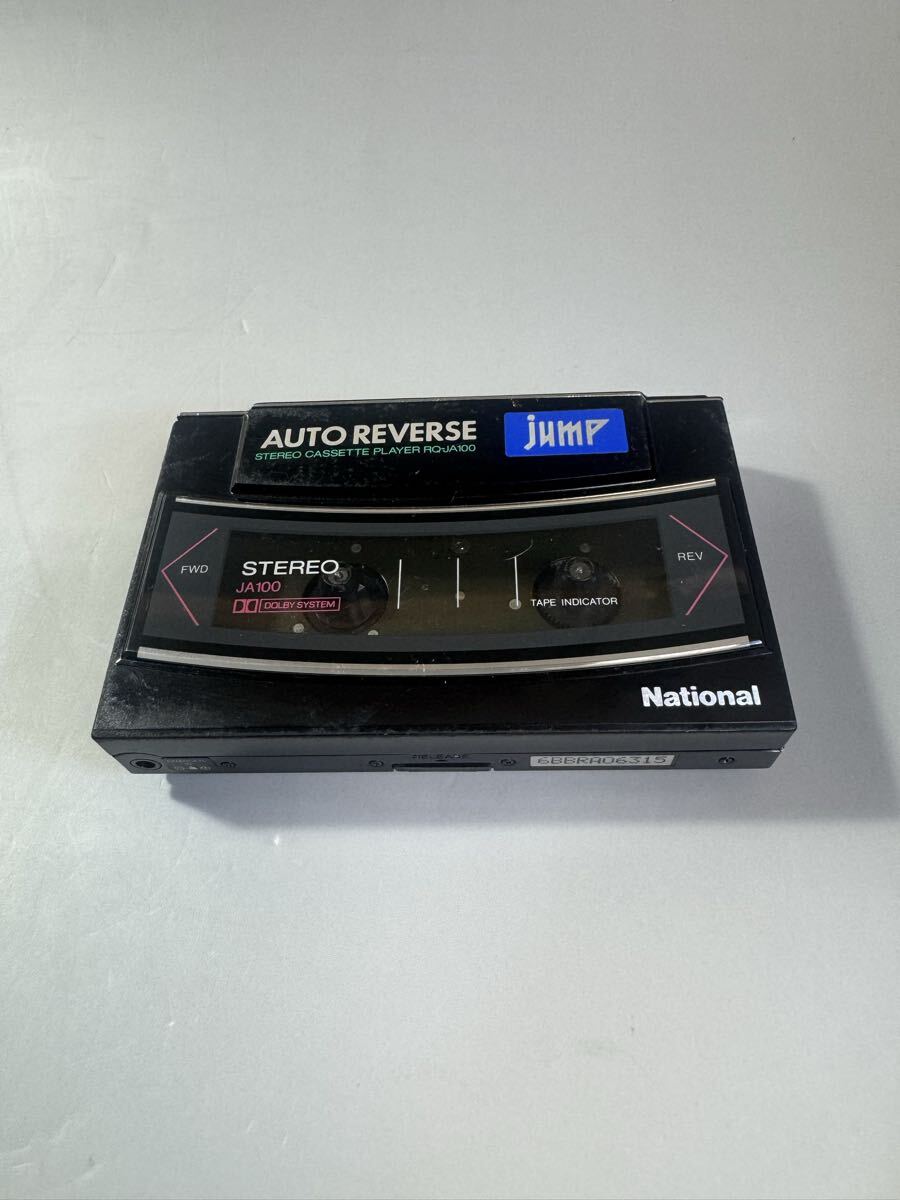 AUTO REVERSE
jump
STEREO CASSETTE PLAYER RQ-JA100
FWD
STEREO
JA100
DOLBY SYSTEM
TAPE INDICATOR
REV
National
RELEASE
6BBRA06315